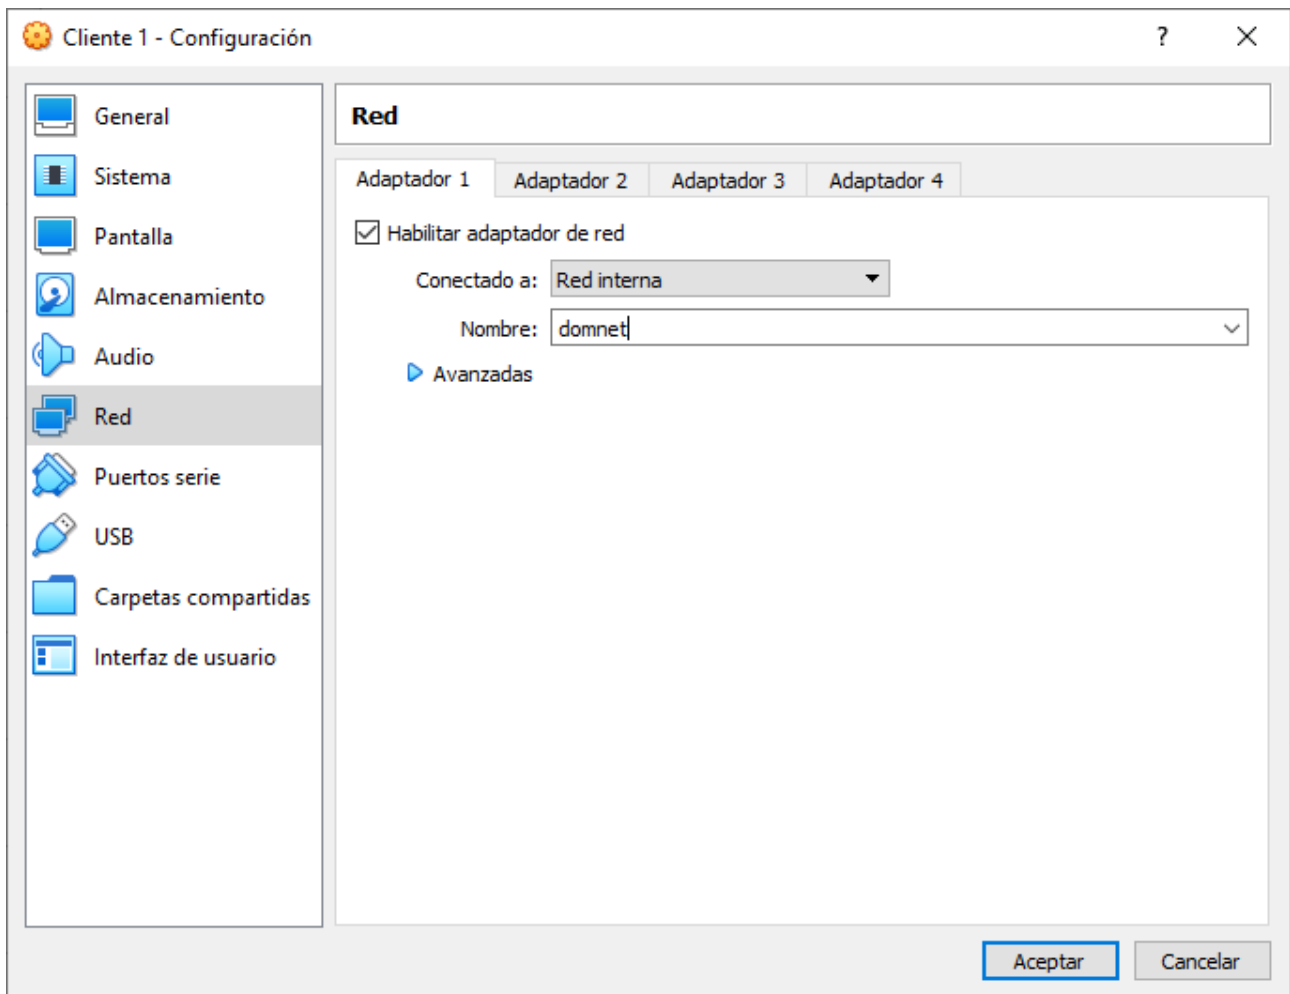 Cliente 1 - Configuración
?
General
Sistema
Pantalla
Almacenamiento
Audio
Red
Puertos serie
USB
Carpetas compartidas
Interfaz de usuario
Red
Adaptador 1 Adaptador 2 Adaptador 3 Adaptador 4
Habilitar adaptador de red
Conectado a: Red interna
Nombre: domnet
Avanzadas
Aceptar Cancelar